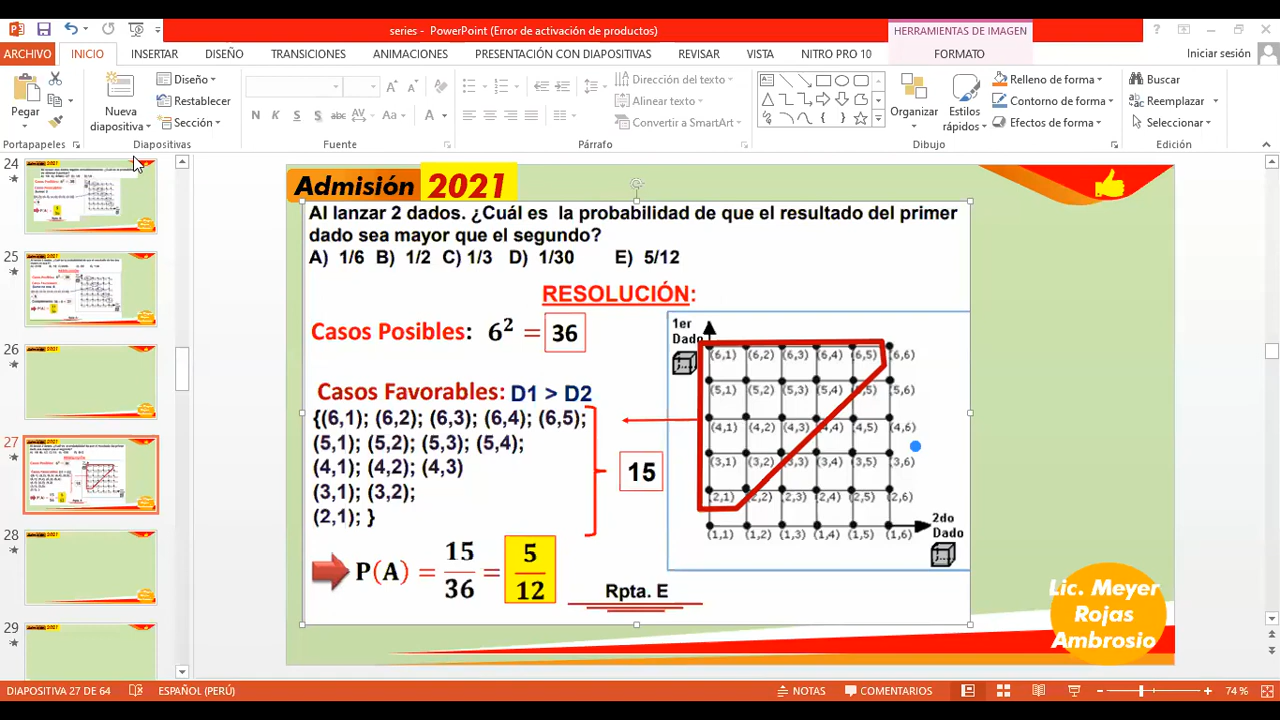 series - PowerPoint (Error de activación de productos)
HERRAMIENTAS DE IMAGEN
ARCHIVO INICIO INSERTAR DISEÑO TRANSICIONES ANIMACIONES PRESENTACIÓN CON DIAPOSITIVAS REVISAR VISTA NITRO PRO 10 FORMATO Iniciar sesión
Pegar
Nueva diapositiva
Diseño
Restablecer
Sección
N K S S abc AV Aa A
Dirección del texto
Alinear texto
Convertir a SmartArt
Organizar
Estilos rápidos
Relleno de forma
Contorno de forma
Efectos de forma
Buscar
Reemplazar
Seleccionar
Portapapeles Diapositivas Fuente Párrafo Dibujo Edición
24
25
26
27
28
29
Admisión 2021
Al lanzar 2 dados. ¿Cuál es la probabilidad de que el resultado del primer
dado sea mayor que el segundo?
A) 1/6 B) 1/2 C) 1/3 D) 1/30 E) 5/12
RESOLUCIÓN:
Casos Posibles: 6² = 36
Casos Favorables: D1 > D2
{(6,1); (6,2); (6,3); (6,4); (6,5);
(5,1); (5,2); (5,3); (5,4);
(4,1); (4,2); (4,3)
(3,1); (3,2);
(2,1); }
15
P(A) = 15/36 = 5/12
Rpta. E
1er
Dado
(6,1) (6,2) (6,3) (6,4) (6,5) (6,6)
(5,1) (5,2) (5,3) (5,4) (5,5) (5,6)
(4,1) (4,2) (4,3) (4,4) (4,5) (4,6)
(3,1) (3,2) (3,3) (3,4) (3,5) (3,6)
(2,1) (2,2) (2,3) (2,4) (2,5) (2,6)
(1,1) (1,2) (1,3) (1,4) (1,5) (1,6)
2do
Dado
Lic. Meyer
Rojas
Ambrosio
DIAPOSITIVA 27 DE 64 ESPAÑOL (PERÚ) NOTAS COMENTARIOS 74 %